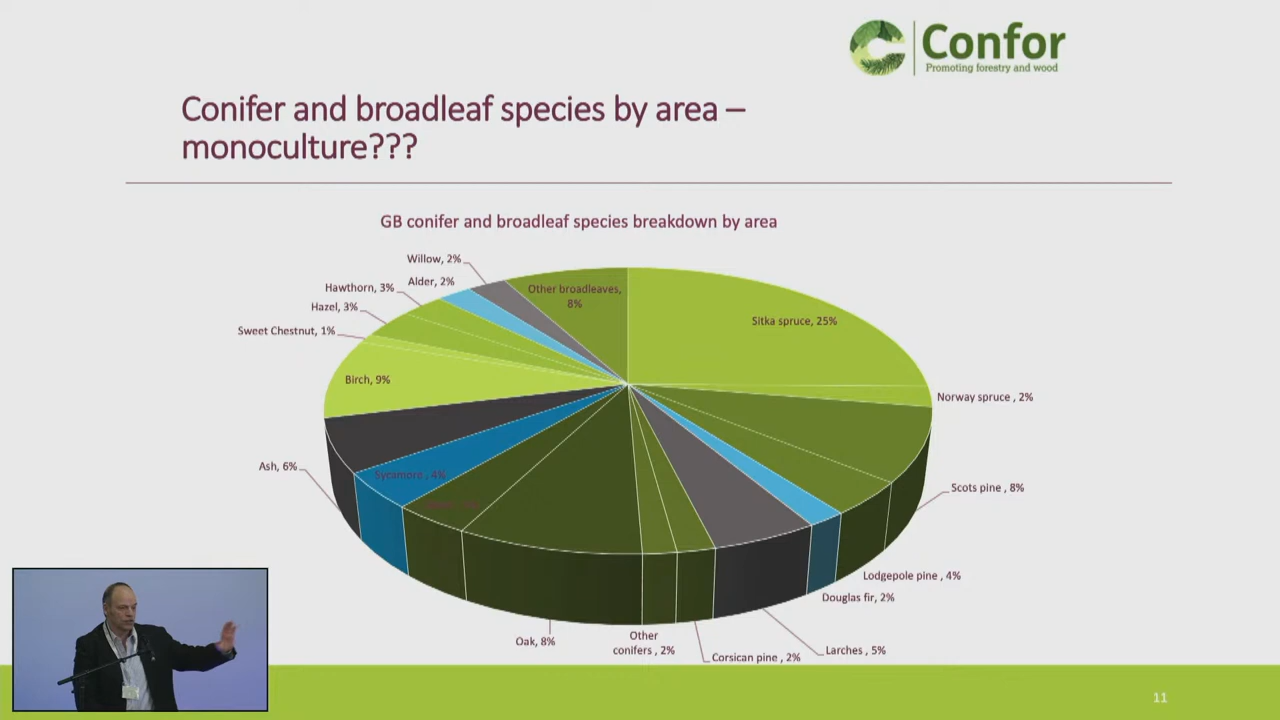 Confor
Promoting forestry and wood
Conifer and broadleaf species by area –
monoculture???
GB conifer and broadleaf species breakdown by area
Willow, 2%
Alder, 2%
Hawthorn, 3%
Hazel, 3%
Sweet Chestnut, 1%
Birch, 9%
Other broadleaves,
8%
Sitka spruce, 25%
Norway spruce , 2%
Scots pine , 8%
Lodgepole pine , 4%
Douglas fir, 2%
Larches , 5%
Corsican pine , 2%
Other
conifers , 2%
Oak, 8%
Sycamore , 4%
Ash, 6%
11